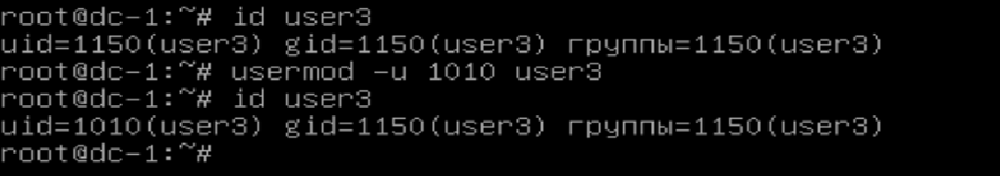 root@dc-1:~# id user3
uid=1150(user3) gid=1150(user3) группы=1150(user3)
root@dc-1:~# usermod -u 1010 user3
root@dc-1:~# id user3
uid=1010(user3) gid=1150(user3) группы=1150(user3)
root@dc-1:~#